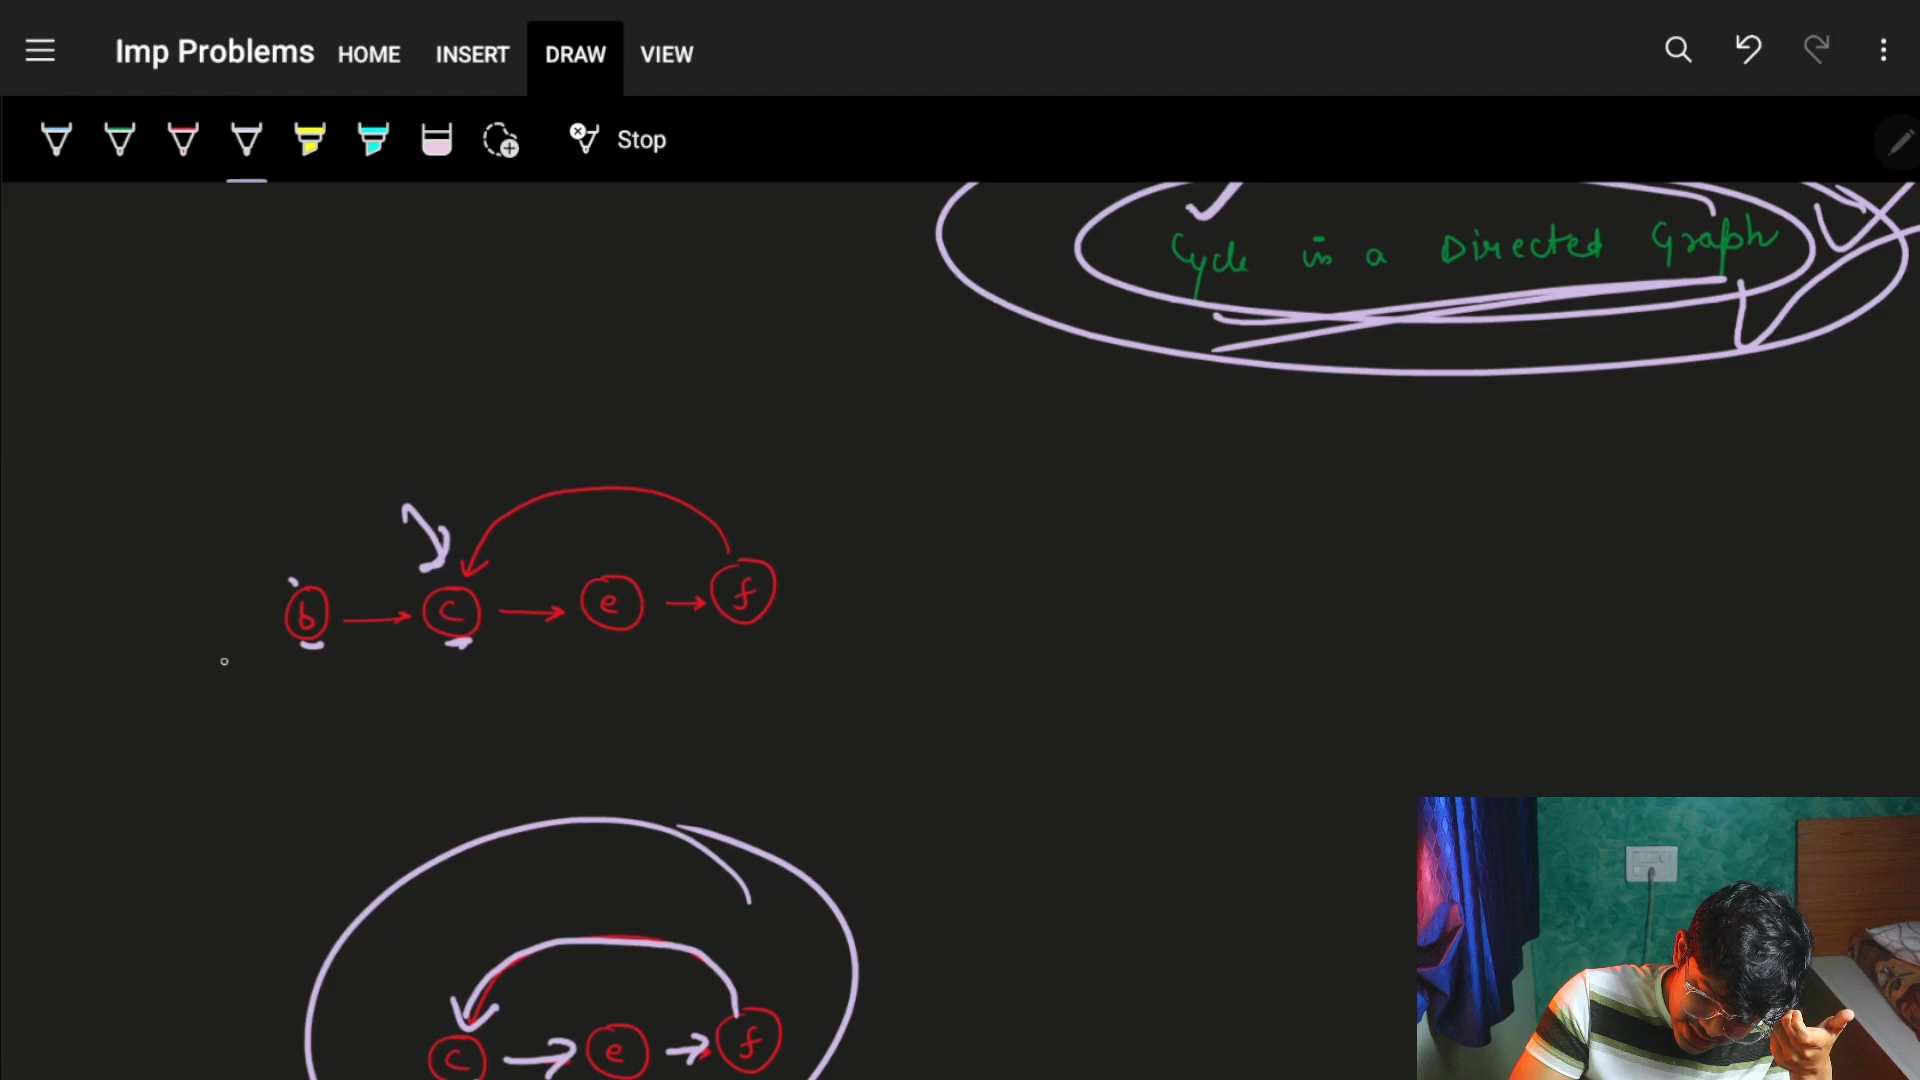 Imp Problems HOME INSERT DRAW VIEW
Stop
Cycle in a Directed Graph
b c e f
c e f